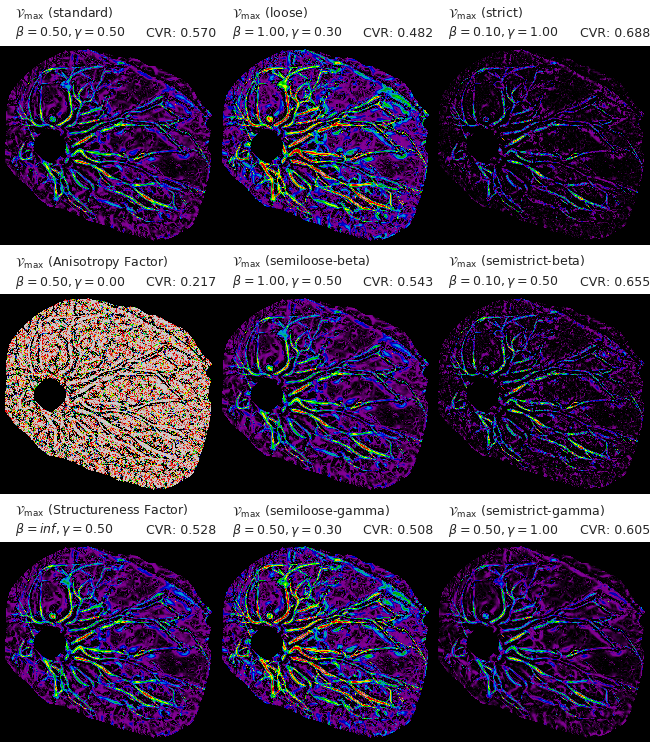 𝒱max (standard)
β = 0.50, γ = 0.50 CVR: 0.570
𝒱max (loose)
β = 1.00, γ = 0.30 CVR: 0.482
𝒱max (strict)
β = 0.10, γ = 1.00 CVR: 0.688
𝒱max (Anisotropy Factor)
β = 0.50, γ = 0.00 CVR: 0.217
𝒱max (semiloose-beta)
β = 1.00, γ = 0.50 CVR: 0.543
𝒱max (semistrict-beta)
β = 0.10, γ = 0.50 CVR: 0.655
𝒱max (Structureness Factor)
β = inf, γ = 0.50 CVR: 0.528
𝒱max (semiloose-gamma)
β = 0.50, γ = 0.30 CVR: 0.508
𝒱max (semistrict-gamma)
β = 0.50, γ = 1.00 CVR: 0.605